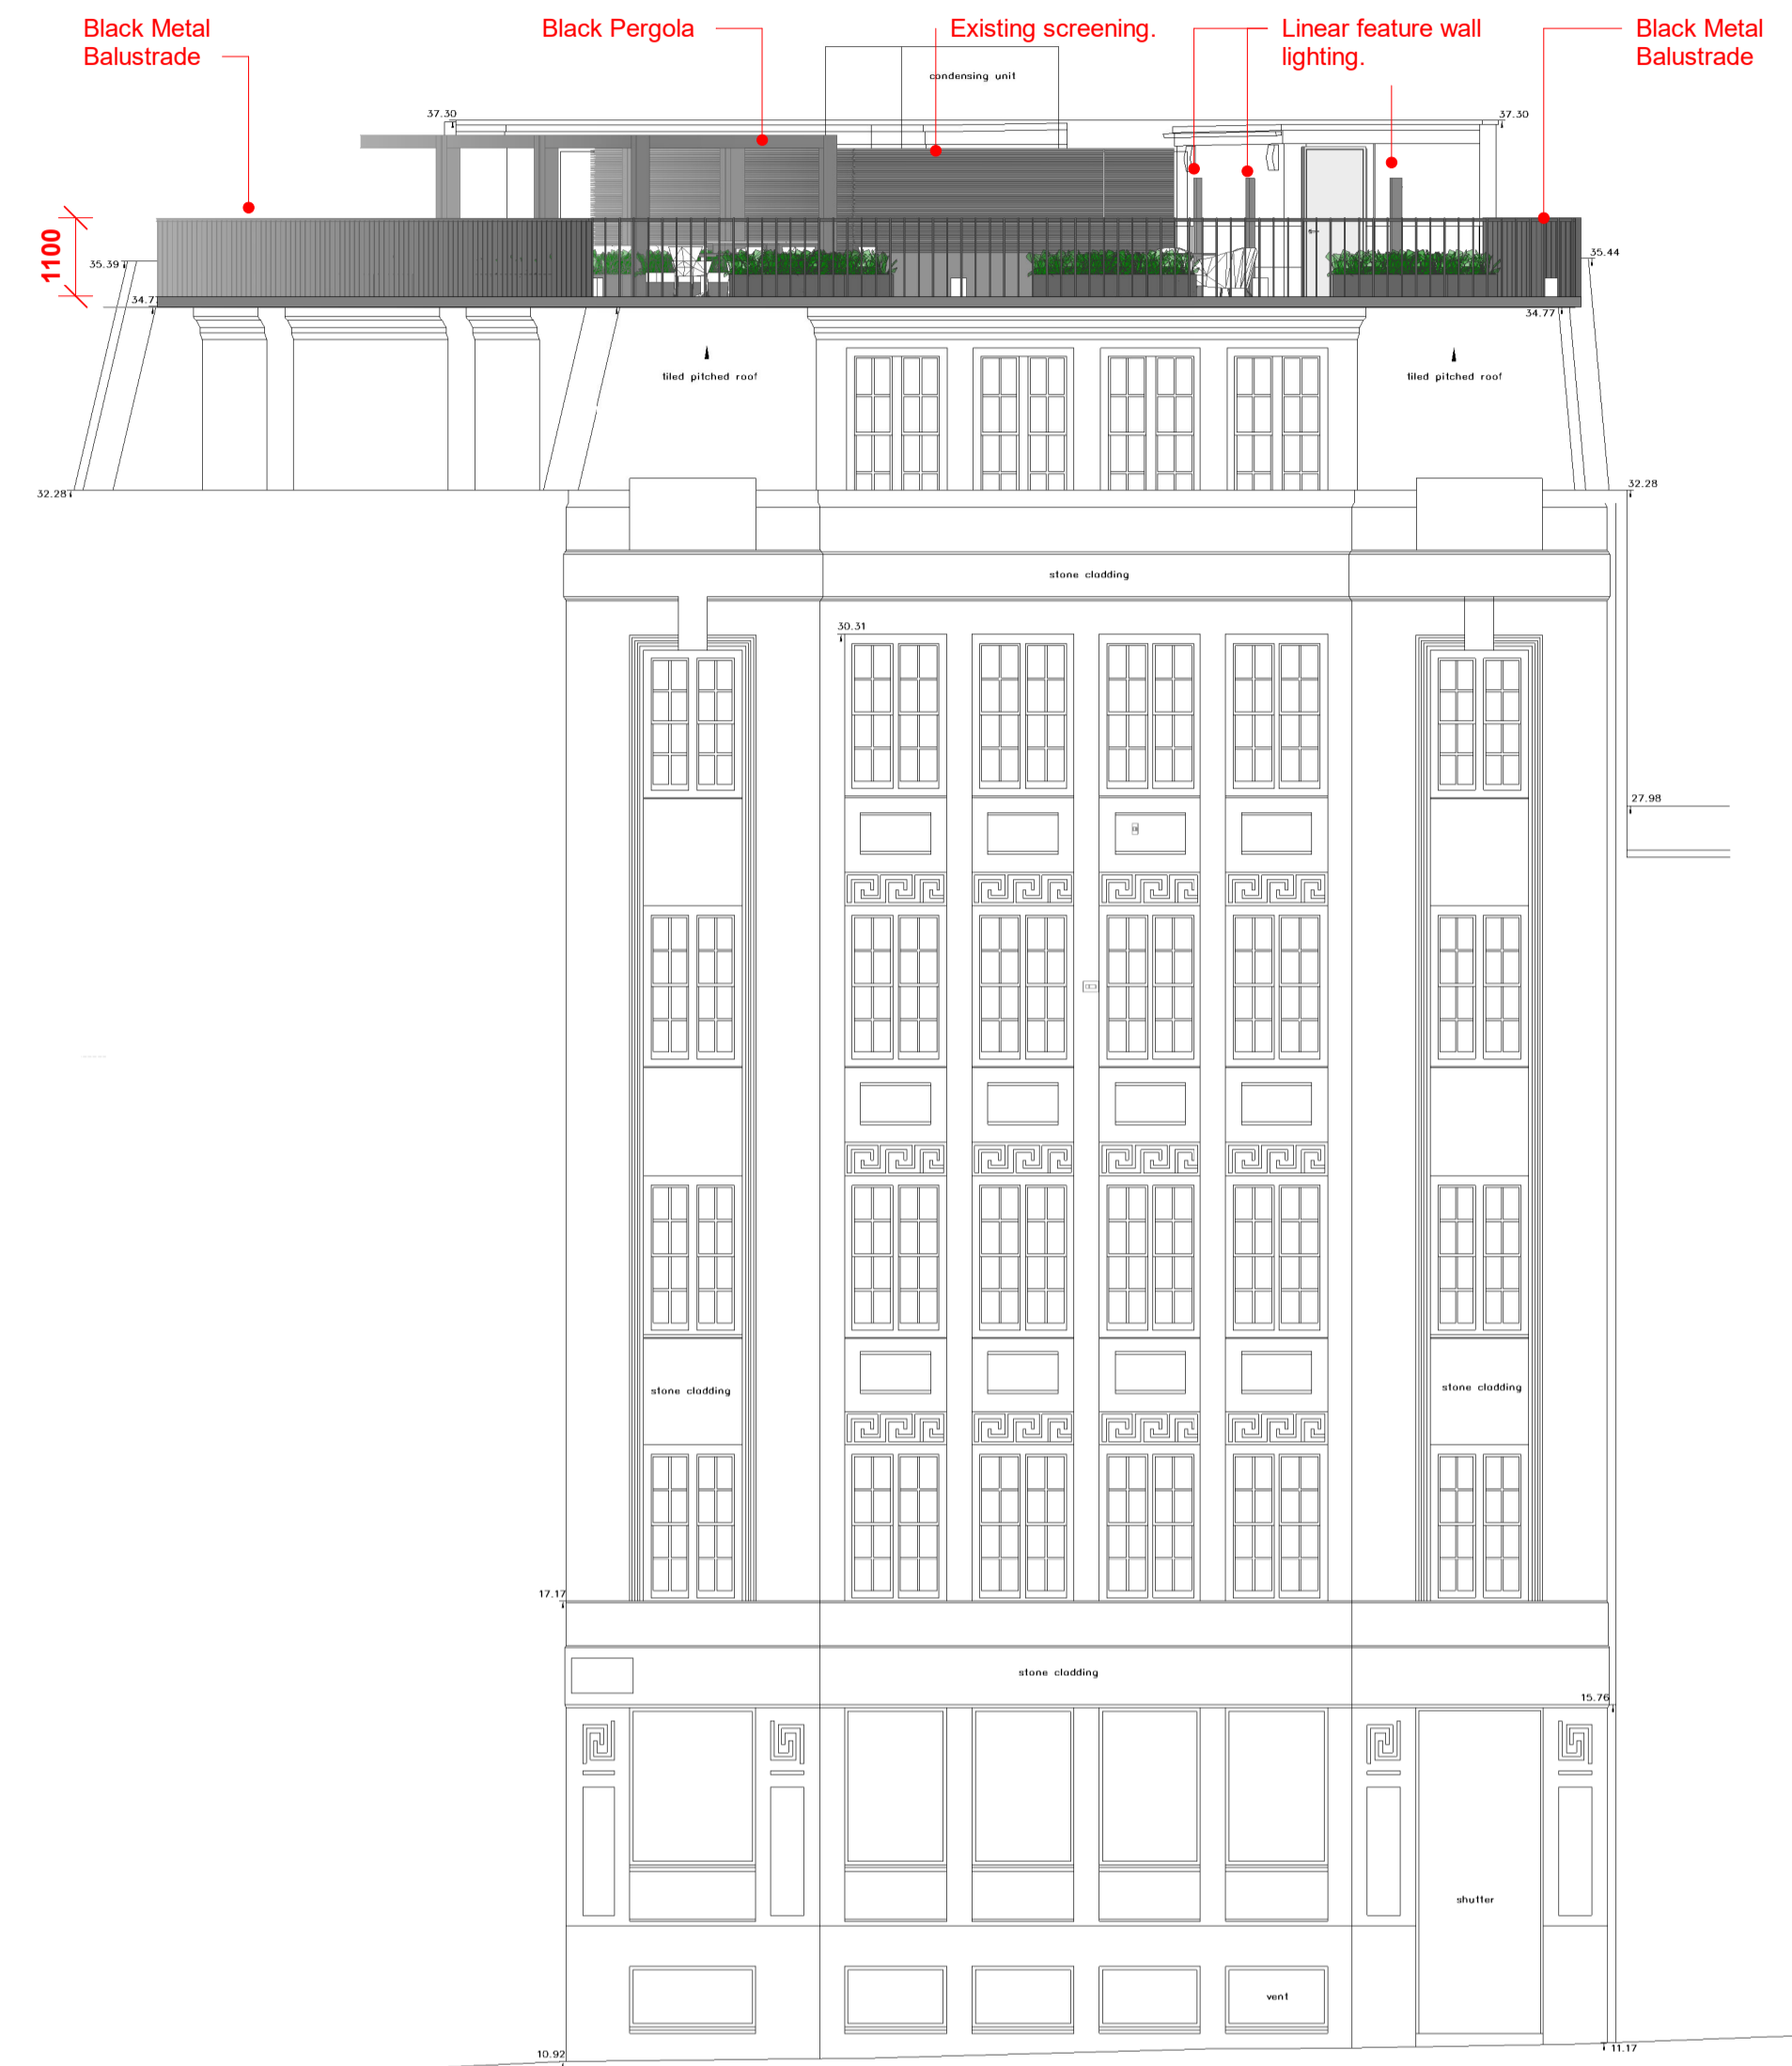 Black Metal
Balustrade
Black Pergola
Existing screening.
Linear feature wall
lighting.
Black Metal
Balustrade
condensing unit
37.30
37.30
1100
35.39
35.44
34.77
34.77
tiled pitched roof
tiled pitched roof
32.28
32.28
stone cladding
30.31
27.98
stone cladding
stone cladding
17.17
stone cladding
15.76
shutter
vent
10.92
11.17